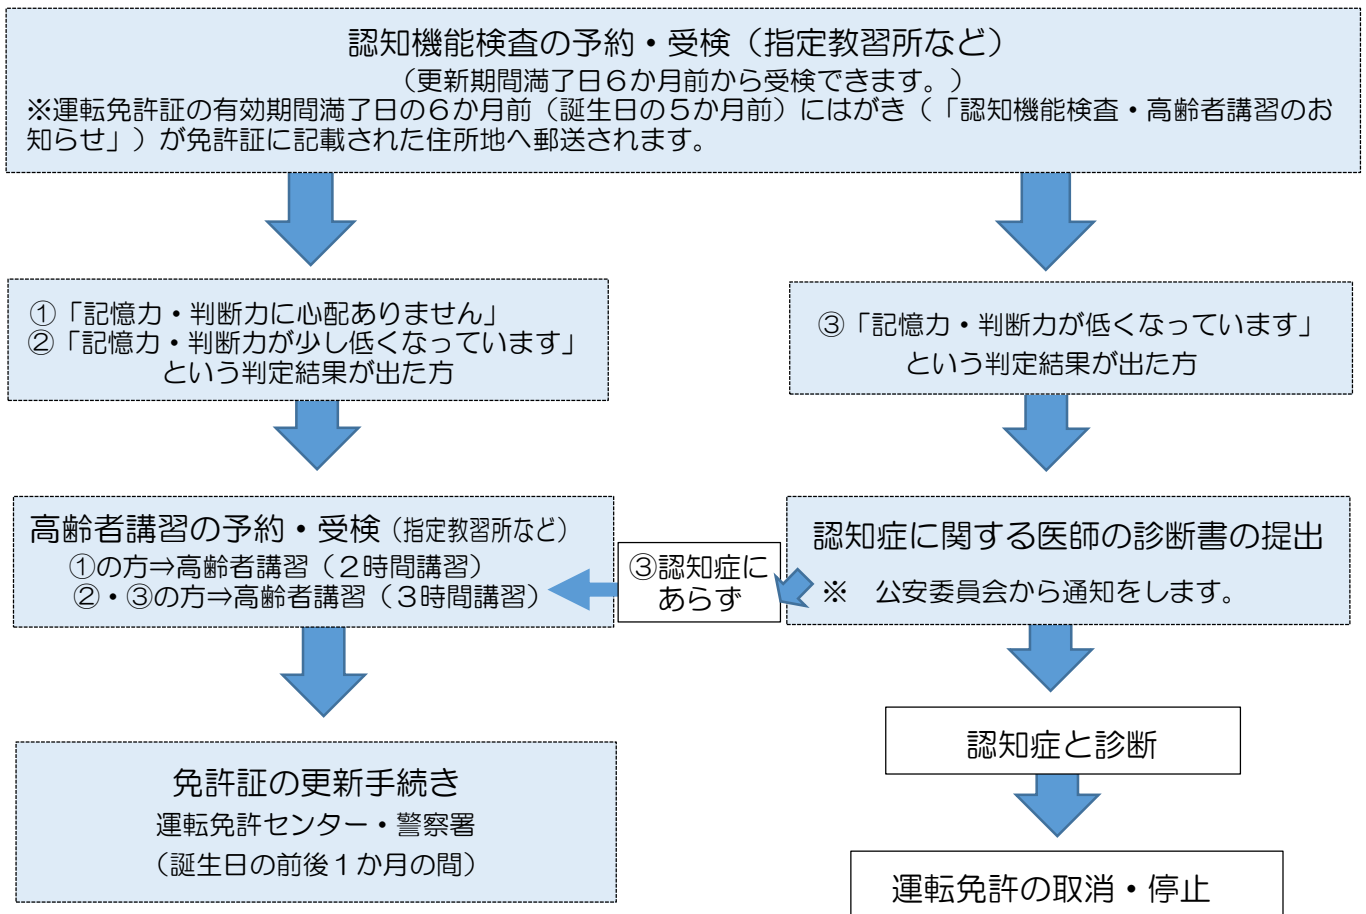 認知機能検査の予約・受検（指定教習所など）
（更新期間満了日６か月前から受検できます。）
※運転免許証の有効期間満了日の６か月前（誕生日の５か月前）にはがき（「認知機能検査・高齢者講習のお
知らせ」）が免許証に記載された住所地へ郵送されます。
①「記憶力・判断力に心配ありません」
②「記憶力・判断力が少し低くなっています」
という判定結果が出た方
③「記憶力・判断力が低くなっています」
という判定結果が出た方
高齢者講習の予約・受検（指定教習所など）
①の方⇒高齢者講習（２時間講習）
②・③の方⇒高齢者講習（３時間講習）
③認知症に
あらず
認知症に関する医師の診断書の提出
※　公安委員会から通知をします。
認知症と診断
免許証の更新手続き
運転免許センター・警察署
（誕生日の前後１か月の間）
運転免許の取消・停止